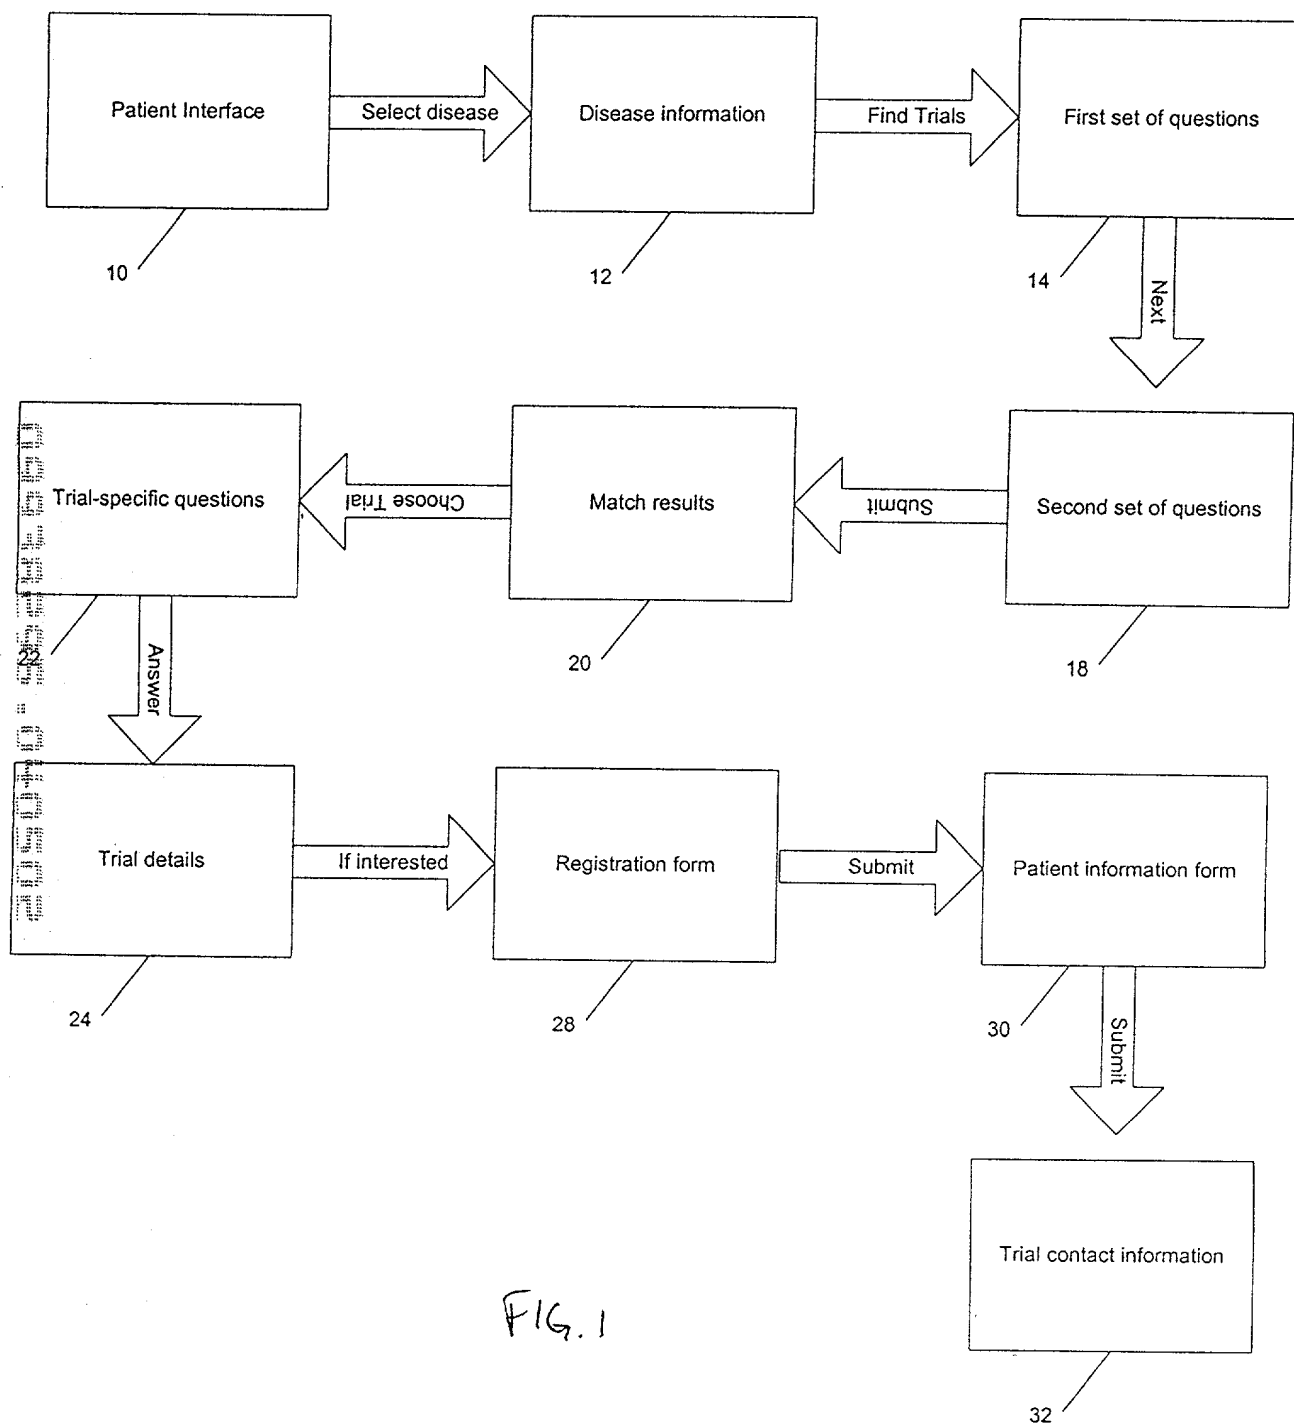 Patient Interface
Select disease
Disease information
Find Trials
First set of questions
10
12
14
Next
Trial-specific questions
Choose Trial
Match results
Submit
Second set of questions
22
Answer
20
18
Trial details
If interested
Registration form
Submit
Patient information form
24
28
30
Submit
Trial contact information
FIG. 1
32